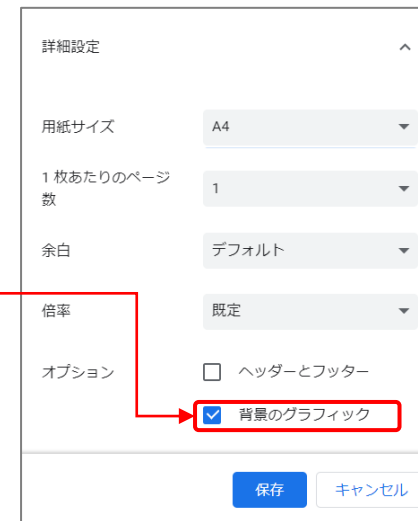 詳細設定
用紙サイズ A4
1 枚あたりのページ
数 1
余白 デフォルト
倍率 既定
オプション ヘッダーとフッター
背景のグラフィック
保存 キャンセル